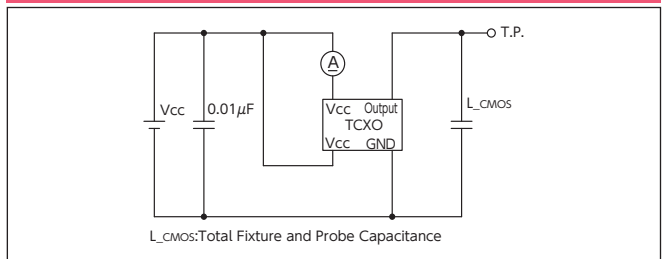 T.P.
A
Vcc
0.01μF
Vcc Output
TCXO
Vcc GND
L_CMOS
L_CMOS:Total Fixture and Probe Capacitance